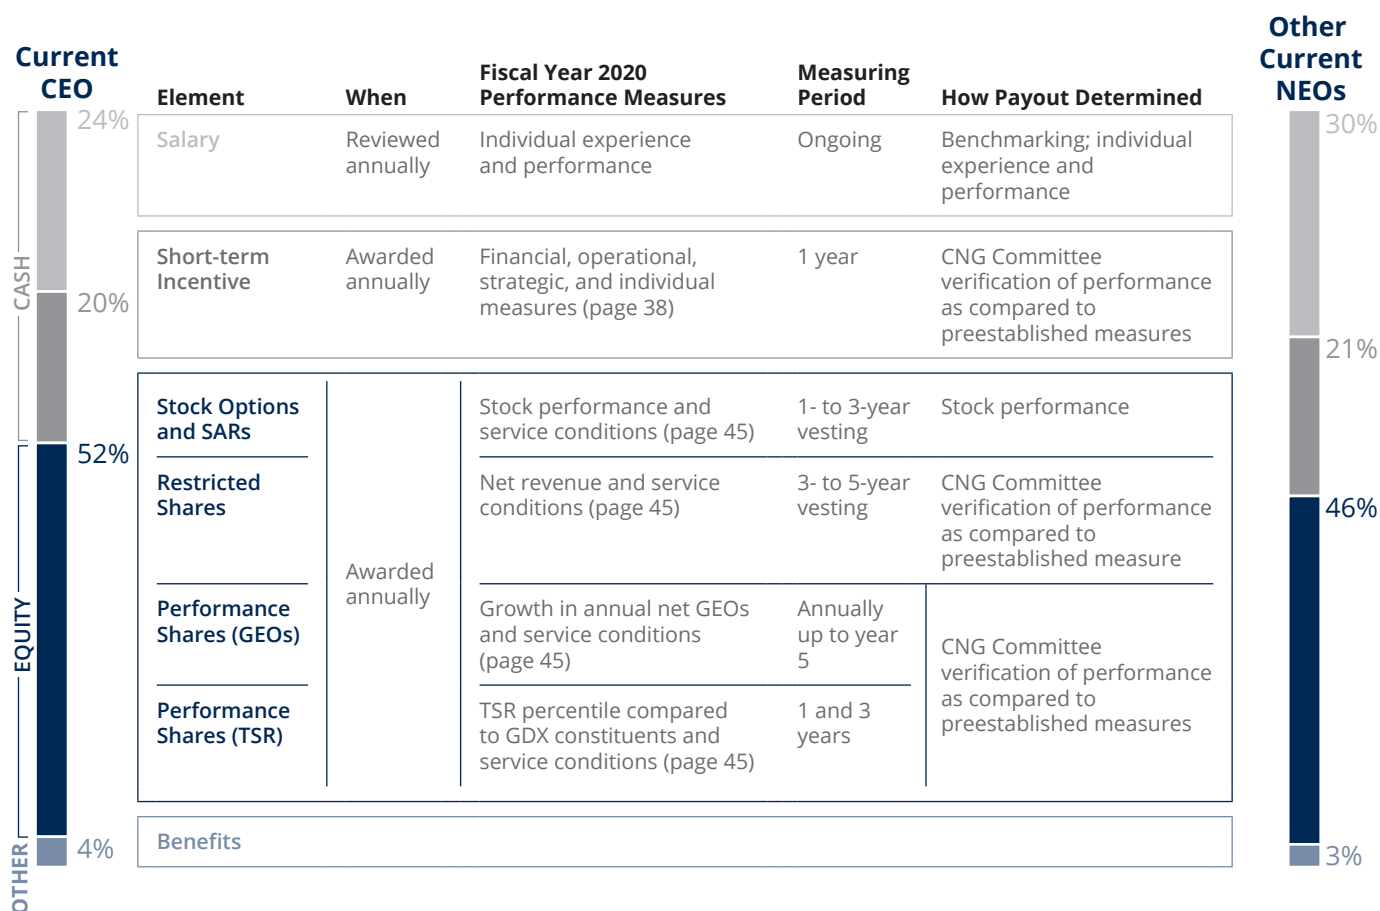 Current
CEO
Other
Current
NEOs
Element
When
Fiscal Year 2020
Performance Measures
Measuring
Period
How Payout Determined
24%
20%
52%
4%
CASH
EQUITY
OTHER
Salary
Reviewed
annually
Individual experience
and performance
Ongoing
Benchmarking; individual
experience and
performance
Short-term
Incentive
Awarded
annually
Financial, operational,
strategic, and individual
measures (page 38)
1 year
CNG Committee
verification of performance
as compared to
preestablished measures
Stock Options
and SARs
Awarded
annually
Stock performance and
service conditions (page 45)
1- to 3-year
vesting
Stock performance
Restricted
Shares
Net revenue and service
conditions (page 45)
3- to 5-year
vesting
CNG Committee
verification of performance
as compared to
preestablished measure
Performance
Shares (GEOs)
Growth in annual net GEOs
and service conditions
(page 45)
Annually
up to year
5
CNG Committee
verification of performance
as compared to
preestablished measures
Performance
Shares (TSR)
TSR percentile compared
to GDX constituents and
service conditions (page 45)
1 and 3
years
Benefits
30%
21%
46%
3%